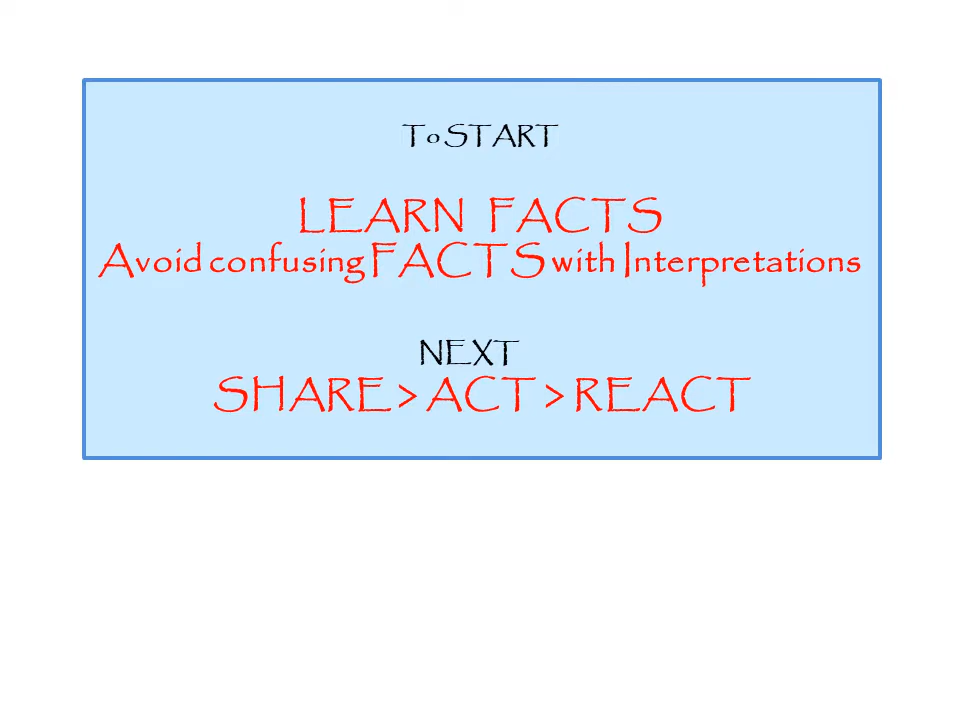 To START
LEARN FACTS
Avoid confusing FACTS with Interpretations
NEXT
SHARE > ACT > REACT